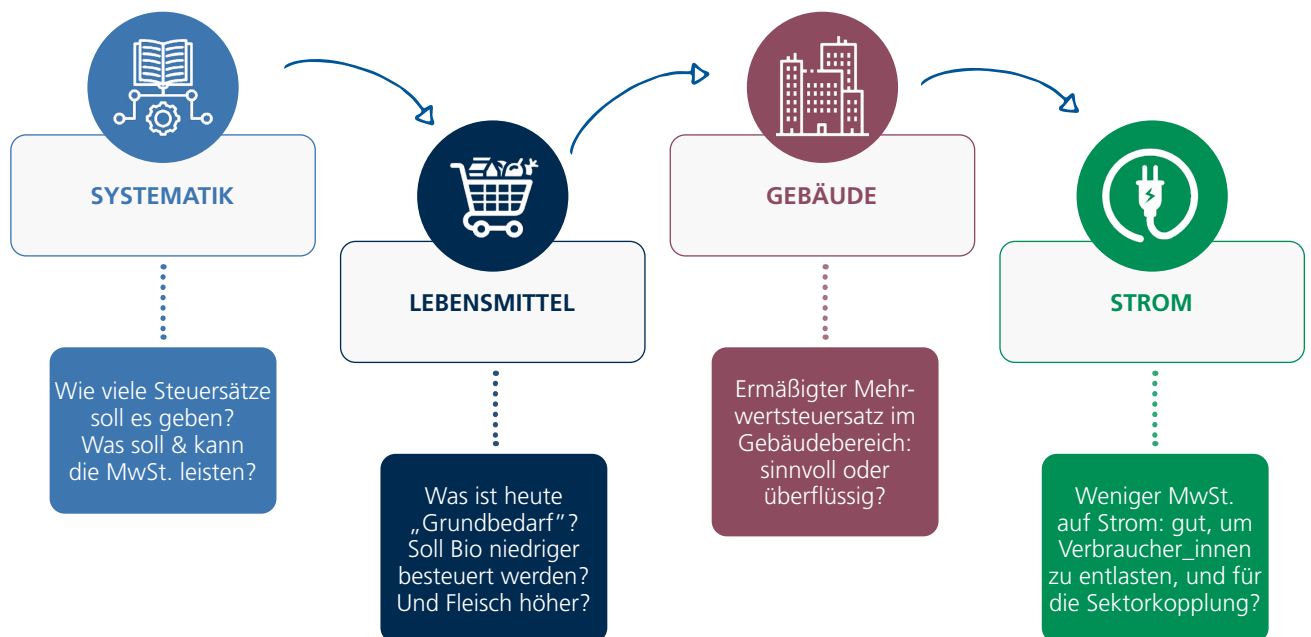 SYSTEMATIK
Wie viele Steuersätze
soll es geben?
Was soll & kann
die MwSt. leisten?
LEBENSMITTEL
Was ist heute
„Grundbedarf"?
Soll Bio niedriger
besteuert werden?
Und Fleisch höher?
GEBÄUDE
Ermäßigter Mehr-
wertsteuersatz im
Gebäudebereich:
sinnvoll oder
überflüssig?
STROM
Weniger MwSt.
auf Strom: gut, um
Verbraucher_innen
zu entlasten, und für
die Sektorkopplung?